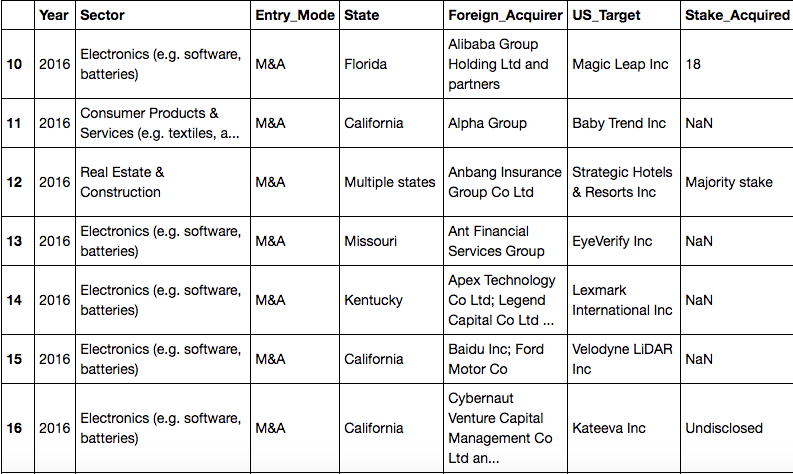 Year Sector Entry_Mode State Foreign_Acquirer US_Target Stake_Acquired
10 2016 Electronics (e.g. software, batteries) M&A Florida Alibaba Group Holding Ltd and partners Magic Leap Inc 18
11 2016 Consumer Products & Services (e.g. textiles, a... M&A California Alpha Group Baby Trend Inc NaN
12 2016 Real Estate & Construction M&A Multiple states Anbang Insurance Group Co Ltd Strategic Hotels & Resorts Inc Majority stake
13 2016 Electronics (e.g. software, batteries) M&A Missouri Ant Financial Services Group EyeVerify Inc NaN
14 2016 Electronics (e.g. software, batteries) M&A Kentucky Apex Technology Co Ltd; Legend Capital Co Ltd ... Lexmark International Inc NaN
15 2016 Electronics (e.g. software, batteries) M&A California Baidu Inc; Ford Motor Co Velodyne LiDAR Inc NaN
16 2016 Electronics (e.g. software, batteries) M&A California Cybernaut Venture Capital Management Co Ltd an... Kateeva Inc Undisclosed